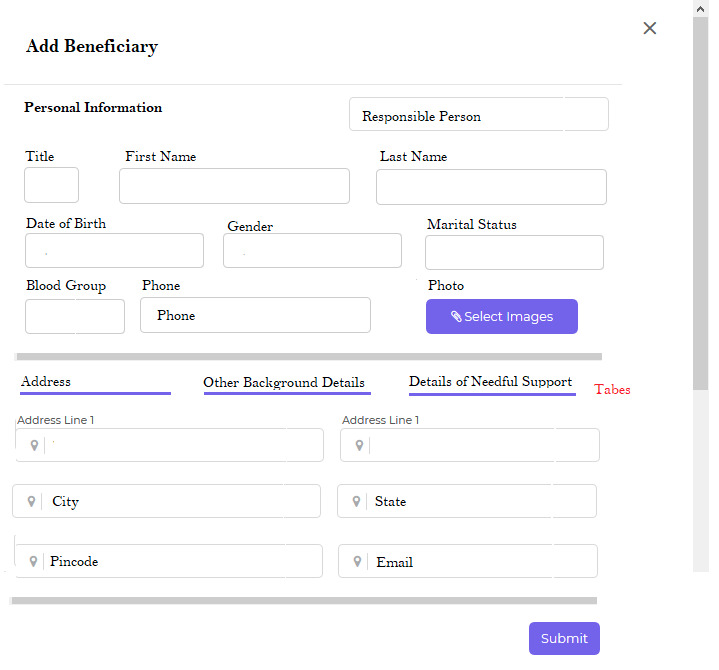 Add Beneficiary
Personal Information
Responsible Person
Title First Name Last Name
Date of Birth Gender Marital Status
Blood Group Phone Photo
Phone
Select Images
Address Other Background Details Details of Needful Support Tabes
Address Line 1 Address Line 1
City State
Pincode Email
Submit